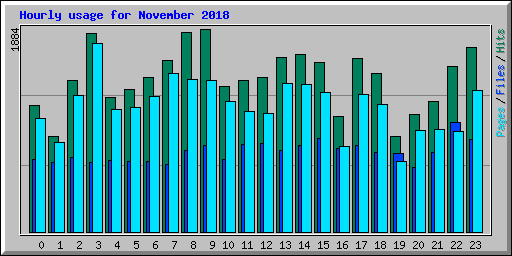 Hourly usage for November 2018
1884
Pages/Files/Hits
0 1 2 3 4 5 6 7 8 9 10 11 12 13 14 15 16 17 18 19 20 21 22 23